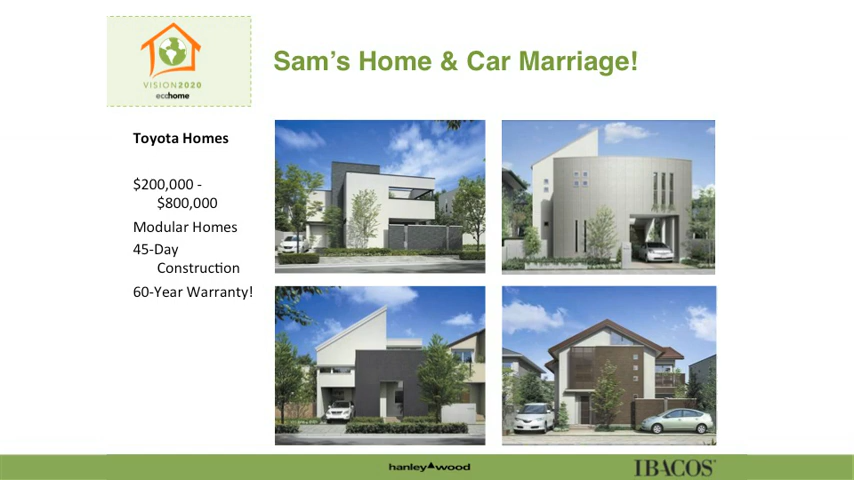 VISION2020
ecohome
Sam's Home & Car Marriage!
Toyota Homes
$200,000 -
$800,000
Modular Homes
45-Day
Construction
60-Year Warranty!
hanley wood
IBACOS